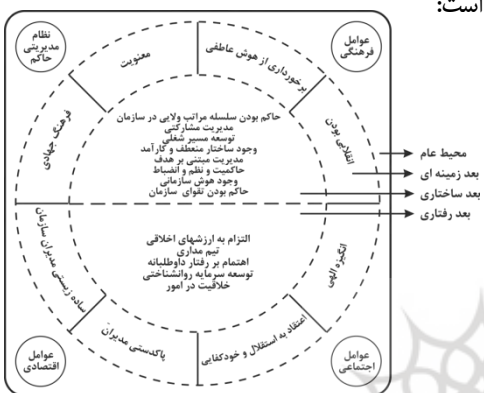 است:
عوامل
فرهنگی
نظام
مدیریتی
حاکم
برخورداری از هوش عاطفی
معنویت
انقلابی بودن
فرهنگ جهادی
حاکم بودن سلسله مراتب ولایی در سازمان
مدیریت مشارکتی
توسعه مسیر شغلی
وجود ساختار منعطف و کارآمد
مدیریت مبتنی بر هدف
حاکمیت و نظم و انضباط
وجود هوش سازمانی
حاکم بودن تقوای سازمان
محیط عام
بعد زمینه ای
بعد ساختاری
بعد رفتاری
التزام به ارزشهای اخلاقی
تیم مداری
اهتمام بر رفتار داوطلبانه
توسعه سرمایه روانشناختی
خلاقیت در امور
انگیزه الهی
ساده زیستی مدیران سازمان
اعتقاد به استقلال و خودکفایی
پاکدستی مدیران
عوامل
اجتماعی
عوامل
اقتصادی